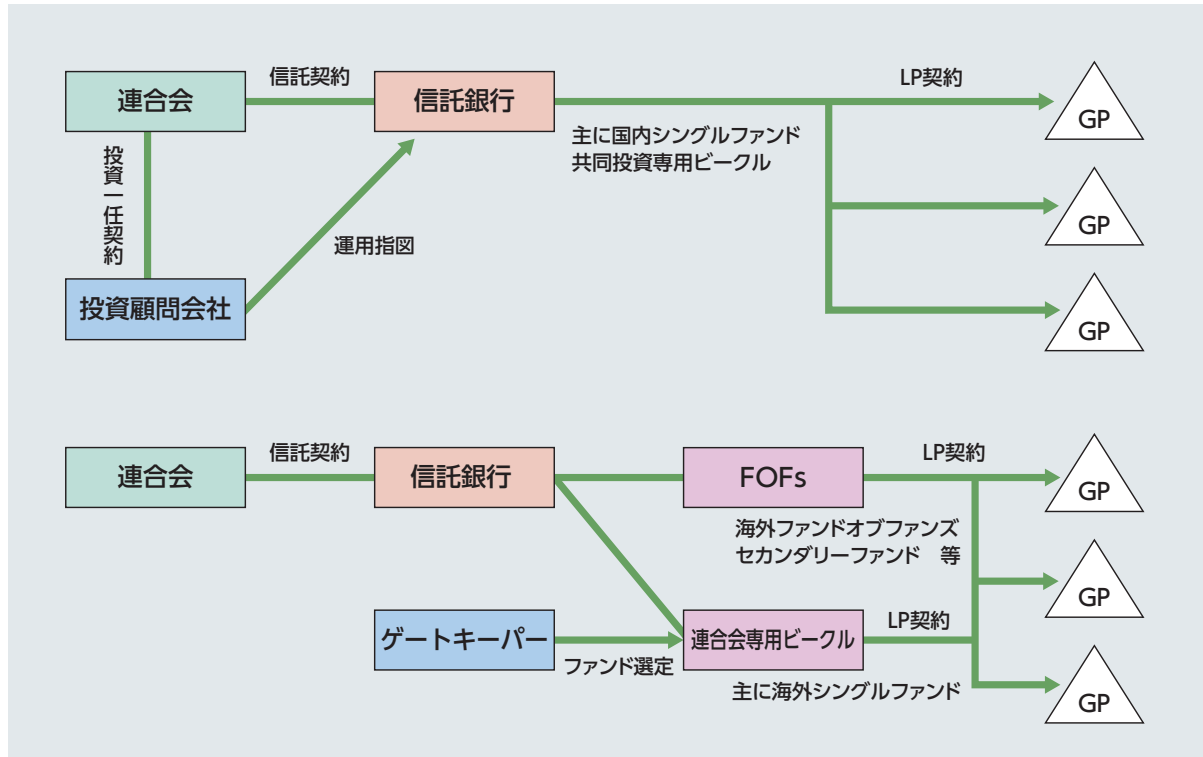 連合会
信託契約
信託銀行
LP契約
GP
主に国内シングルファンド
共同投資専用ビークル
投資一任契約
GP
運用指図
投資顧問会社
GP
連合会
信託契約
信託銀行
FOFs
LP契約
GP
海外ファンドオブファンズ
セカンダリーファンド　等
GP
ゲートキーパー
ファンド選定
連合会専用ビークル
LP契約
主に海外シングルファンド
GP